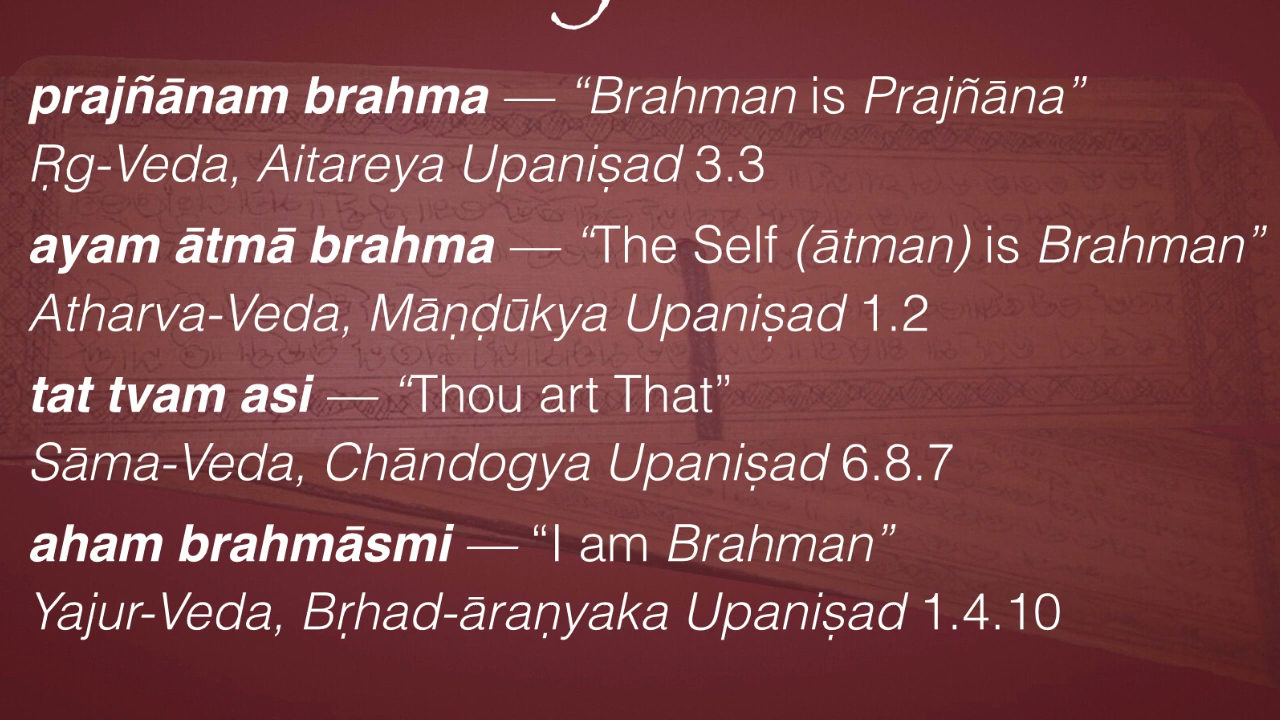 prajñānam brahma — “Brahman is Prajñāna”
Ṛg-Veda, Aitareya Upaniṣad 3.3
ayam ātmā brahma — “The Self (ātman) is Brahman”
Atharva-Veda, Māṇḍūkya Upaniṣad 1.2
tat tvam asi — “Thou art That”
Sāma-Veda, Chāndogya Upaniṣad 6.8.7
aham brahmāsmi — “I am Brahman”
Yajur-Veda, Bṛhad-āraṇyaka Upaniṣad 1.4.10